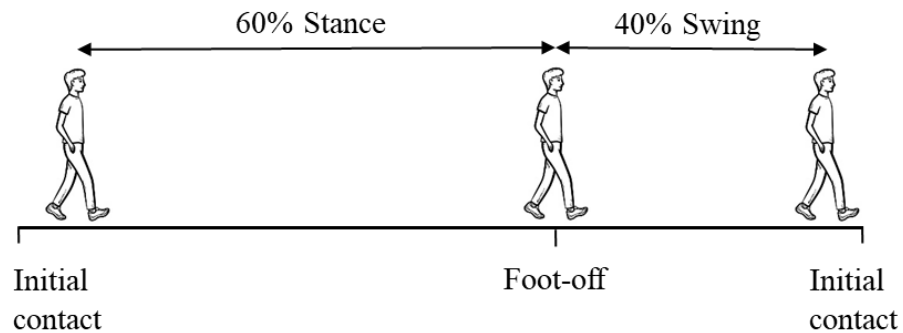 60% Stance
40% Swing
Initial
contact
Foot-off
Initial
contact